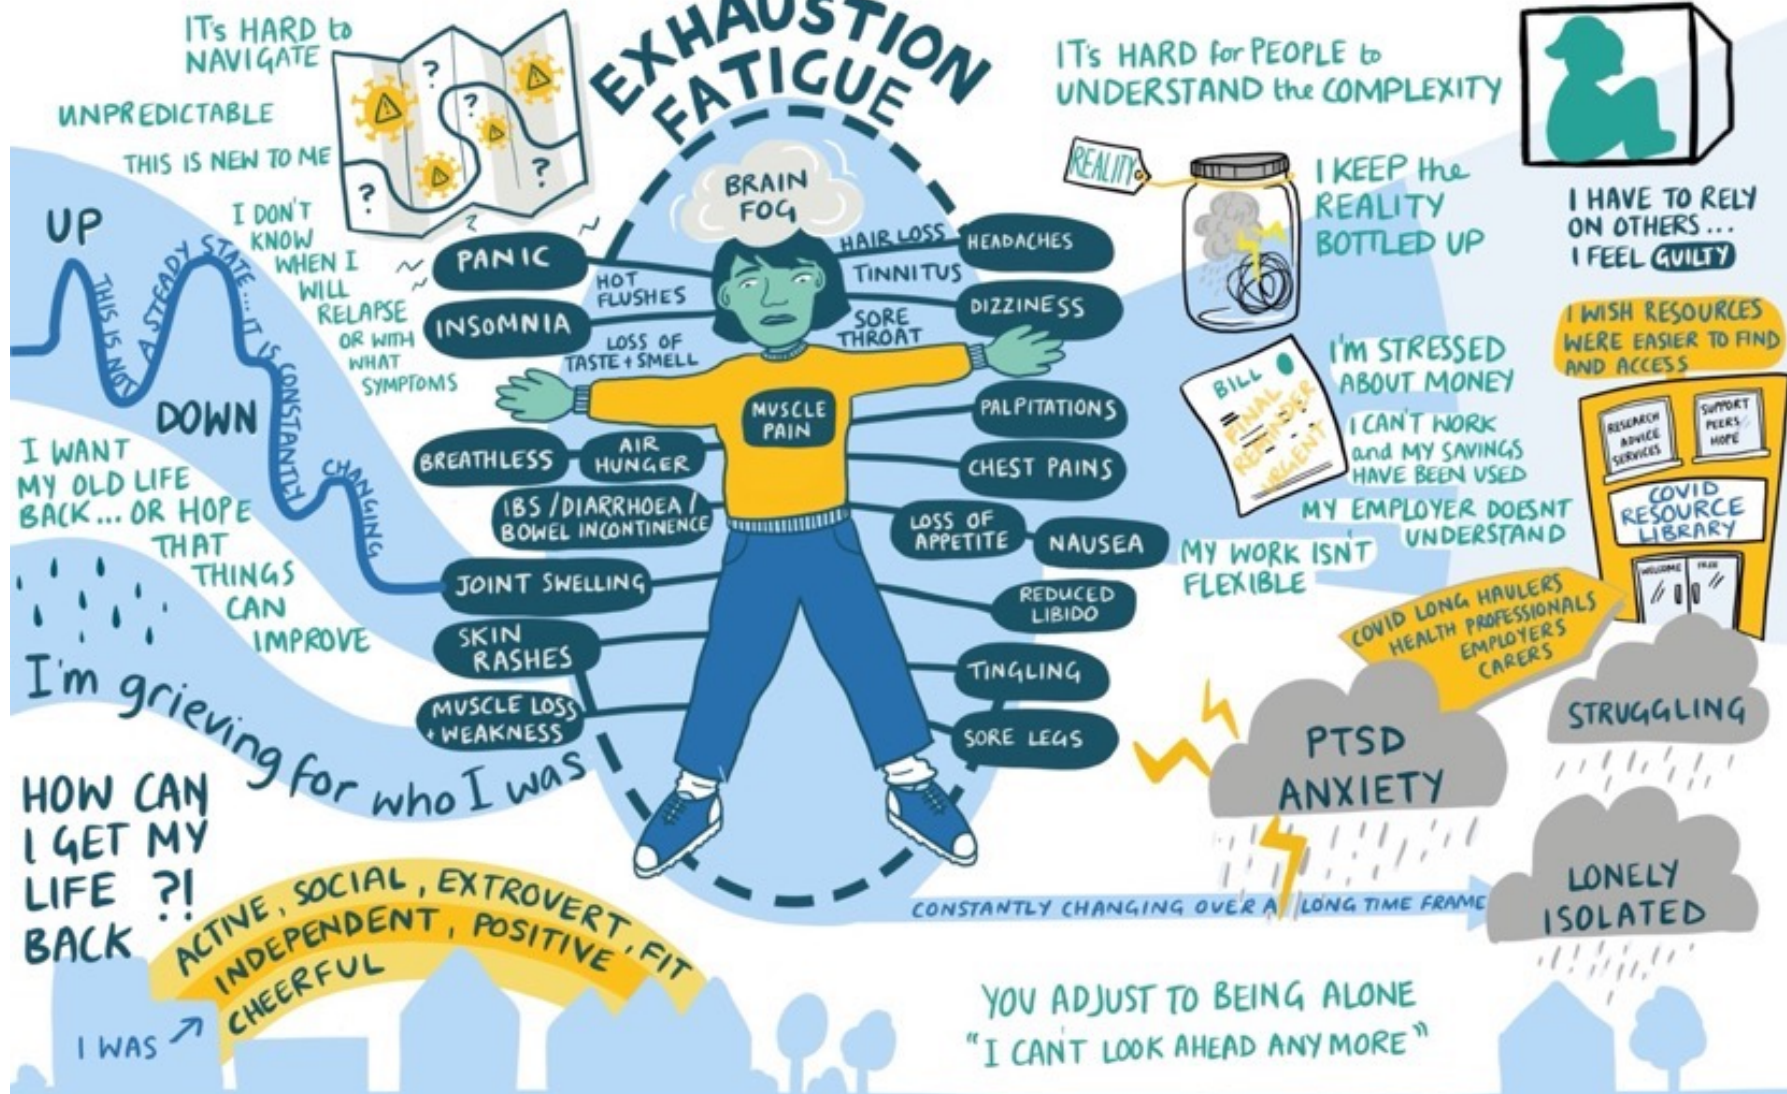 EXHAUSTION
FATIGUE
IT'S HARD to
NAVIGATE
UNPREDICTABLE
THIS IS NEW TO ME
?
?
?
?
I DON'T
KNOW
WHEN I
WILL
RELAPSE
OR WITH
WHAT
SYMPTOMS
UP
DOWN
THIS IS NOT A STEADY STATE... IT IS CONSTANTLY CHANGING
I WANT
MY OLD LIFE
BACK... OR HOPE
THAT
THINGS
CAN
IMPROVE
I'm grieving for who I was
HOW CAN
I GET MY
LIFE ?!
BACK
ACTIVE, SOCIAL, EXTROVERT, FIT
INDEPENDENT, POSITIVE
CHEERFUL
I WAS
BRAIN
FOG
PANIC
HOT
FLUSHES
INSOMNIA
LOSS OF
TASTE + SMELL
HAIR LOSS
HEADACHES
TINNITUS
DIZZINESS
SORE
THROAT
MUSCLE
PAIN
BREATHLESS
AIR
HUNGER
IBS / DIARRHOEA /
BOWEL INCONTINENCE
JOINT SWELLING
SKIN
RASHES
MUSCLE LOSS
+ WEAKNESS
PALPITATIONS
CHEST PAINS
LOSS OF
APPETITE
NAUSEA
REDUCED
LIBIDO
TINGLING
SORE LEGS
IT'S HARD for PEOPLE to
UNDERSTAND the COMPLEXITY
REALITY
I KEEP the
REALITY
BOTTLED UP
I HAVE TO RELY
ON OTHERS...
I FEEL GUILTY
I WISH RESOURCES
WERE EASIER TO FIND
AND ACCESS
BILL
FINAL
REMINDER
URGENT
I'M STRESSED
ABOUT MONEY
I CAN'T WORK
and MY SAVINGS
HAVE BEEN USED
MY EMPLOYER DOESNT
UNDERSTAND
MY WORK ISN'T
FLEXIBLE
RESEARCH
ADVICE
SERVICES
SUPPORT
PEERS
HOPE
COVID
RESOURCE
LIBRARY
WELCOME
FREE
COVID LONG HAULERS
HEALTH PROFESSIONALS
EMPLOYERS
CARERS
PTSD
ANXIETY
STRUGGLING
LONELY
ISOLATED
CONSTANTLY CHANGING OVER A LONG TIME FRAME
YOU ADJUST TO BEING ALONE
"I CAN'T LOOK AHEAD ANYMORE"